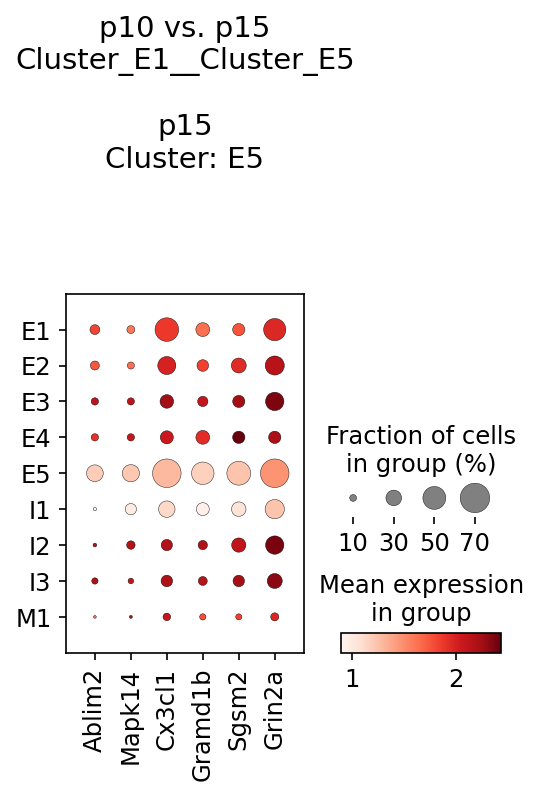 p10 vs. p15
Cluster_E1__Cluster_E5
p15
Cluster: E5
E1
E2
E3
E4
E5
I1
I2
I3
M1
Ablim2
Mapk14
Cx3cl1
Gramd1b
Sgsm2
Grin2a
Fraction of cells
in group (%)
10 30 50 70
Mean expression
in group
1 2